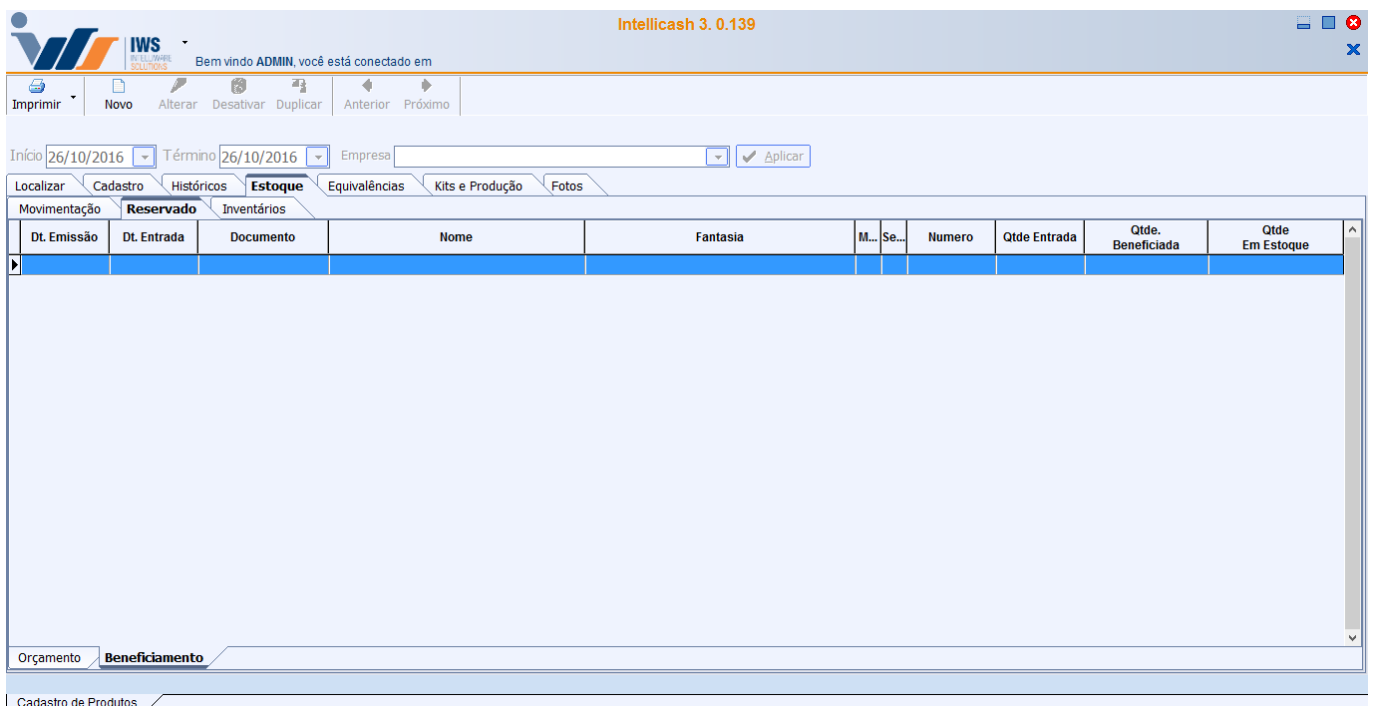 Intellicash 3. 0.139
IWS
INTELLIWARE
SOLUTIONS
Bem vindo ADMIN, você está conectado em
Imprimir Novo Alterar Desativar Duplicar Anterior Próximo
Início 26/10/2016 Término 26/10/2016 Empresa Aplicar
Localizar Cadastro Históricos Estoque Equivalências Kits e Produção Fotos
Movimentação Reservado Inventários
Dt. Emissão Dt. Entrada Documento Nome Fantasia M... Se... Numero Qtde Entrada Qtde. Beneficiada Qtde Em Estoque
Orçamento Beneficiamento
Cadastro de Produtos